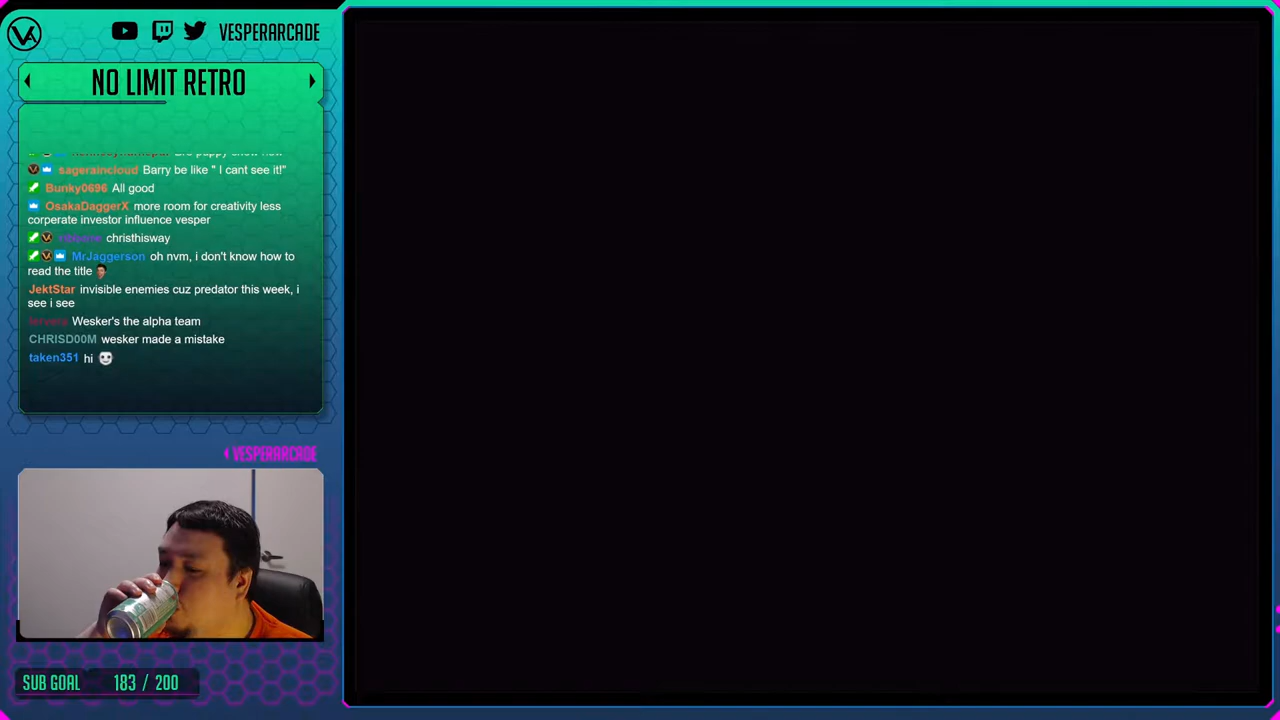 VESPERARCADE
NO LIMIT RETRO
sageraincloud Barry be like " I cant see it!"
Bunky0696 All good
OsakaDaggerX more room for creativity less
corperate investor influence vesper
christhisway
MrJaggerson oh nvm, i don't know how to
read the title
JektStar invisible enemies cuz predator this week, i
see i see
Wesker's the alpha team
CHRISD00M wesker made a mistake
taken351 hi
VESPERARCADE
SUB GOAL 183 / 200